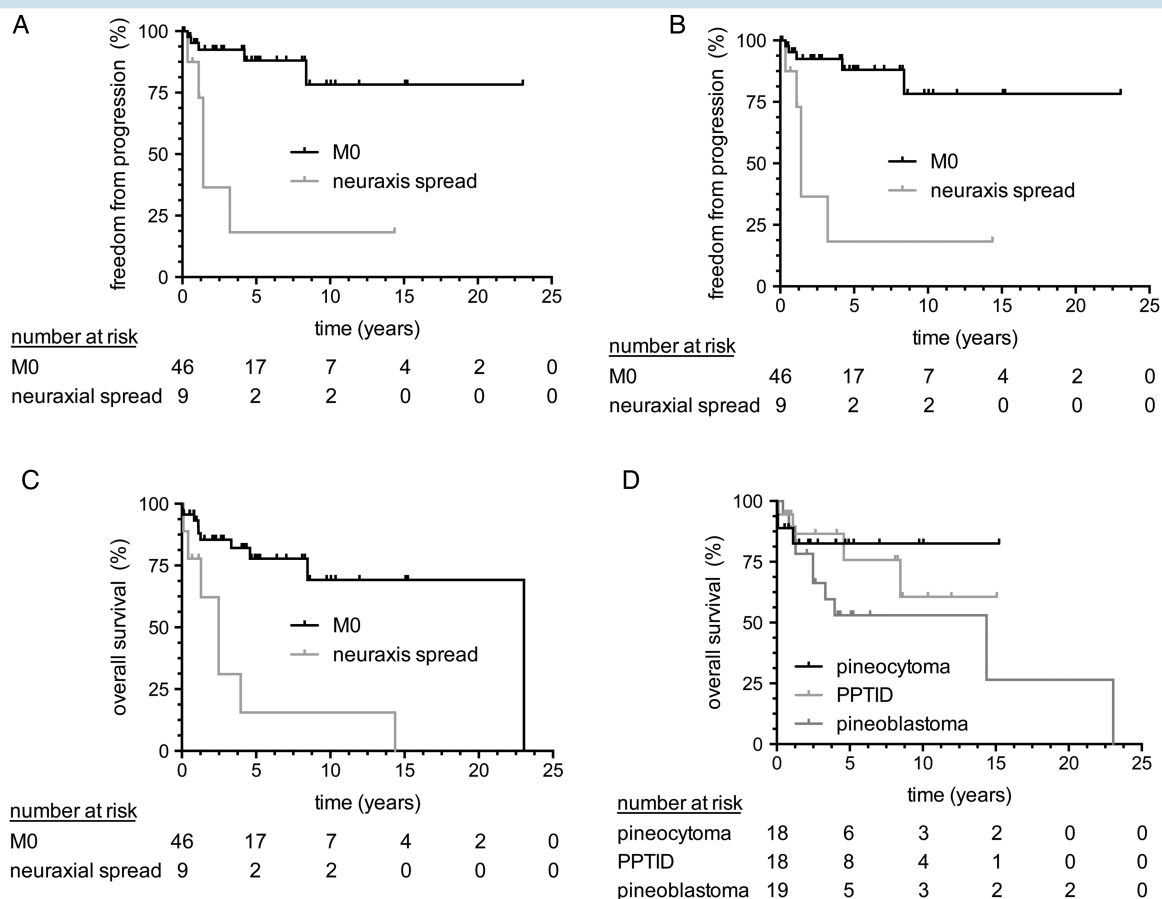 A
freedom from progression (%)
100
75
50
25
0
M0
neuraxis spread
0 5 10 15 20 25
time (years)
number at risk
M0 46 17 7 4 2 0
neuraxial spread 9 2 2 0 0 0
B
freedom from progression (%)
100
75
50
25
0
M0
neuraxis spread
0 5 10 15 20 25
time (years)
number at risk
M0 46 17 7 4 2 0
neuraxial spread 9 2 2 0 0 0
C
overall survival (%)
100
75
50
25
0
M0
neuraxis spread
0 5 10 15 20 25
time (years)
number at risk
M0 46 17 7 4 2 0
neuraxial spread 9 2 2 0 0 0
D
overall survival (%)
100
75
50
25
0
pineocytoma
PPTID
pineoblastoma
0 5 10 15 20 25
time (years)
number at risk
pineocytoma 18 6 3 2 0 0
PPTID 18 8 4 1 0 0
pineoblastoma 19 5 3 2 2 0